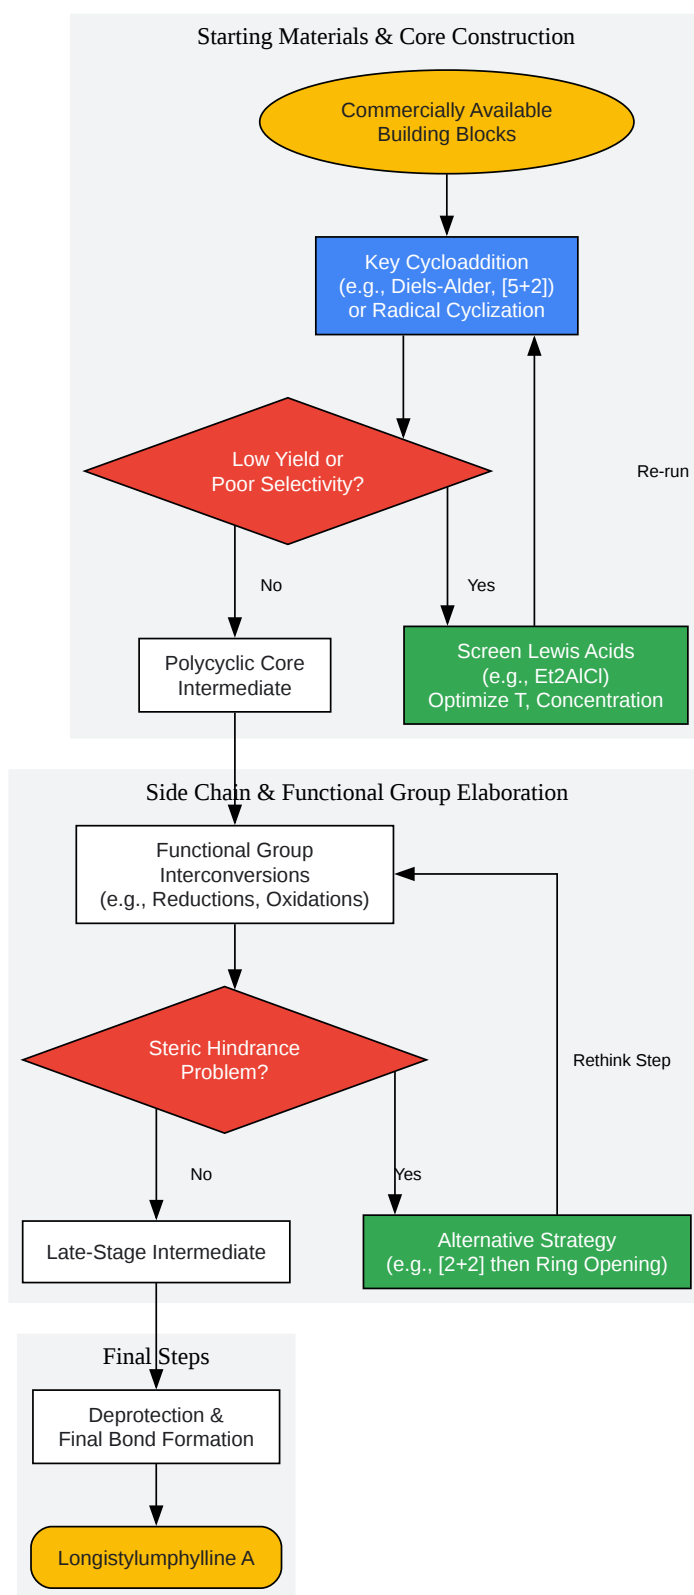 Starting Materials & Core Construction
Commercially Available
Building Blocks
Key Cycloaddition
(e.g., Diels-Alder, [5+2])
or Radical Cyclization
Low Yield or
Poor Selectivity?
Re-run
No
Yes
Polycyclic Core
Intermediate
Screen Lewis Acids
(e.g., Et2AlCl)
Optimize T, Concentration
Side Chain & Functional Group Elaboration
Functional Group
Interconversions
(e.g., Reductions, Oxidations)
Steric Hindrance
Problem?
Rethink Step
No
Yes
Late-Stage Intermediate
Alternative Strategy
(e.g., [2+2] then Ring Opening)
Final Steps
Deprotection &
Final Bond Formation
Longistylumphylline A